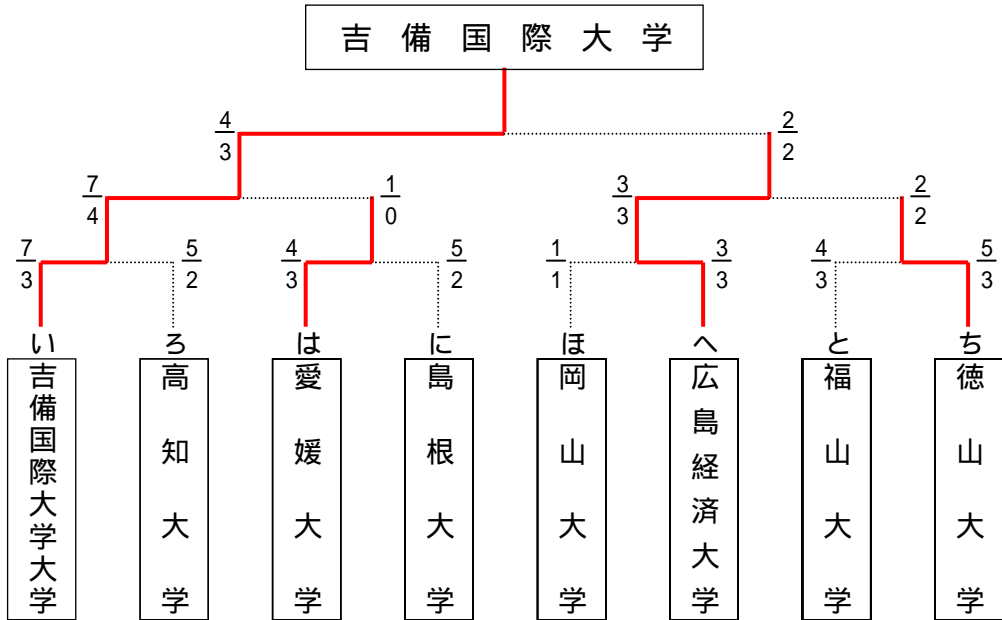 吉備国際大学
4/3 2/2
7/4 1/0 3/3 2/2
7/3 5/2 4/3 5/2 1/1 3/3 4/3 5/3
い ろ は に ほ へ と ち
吉備国際大学大学
高知大学
愛媛大学
島根大学
岡山大学
広島経済大学
福山大学
徳山大学